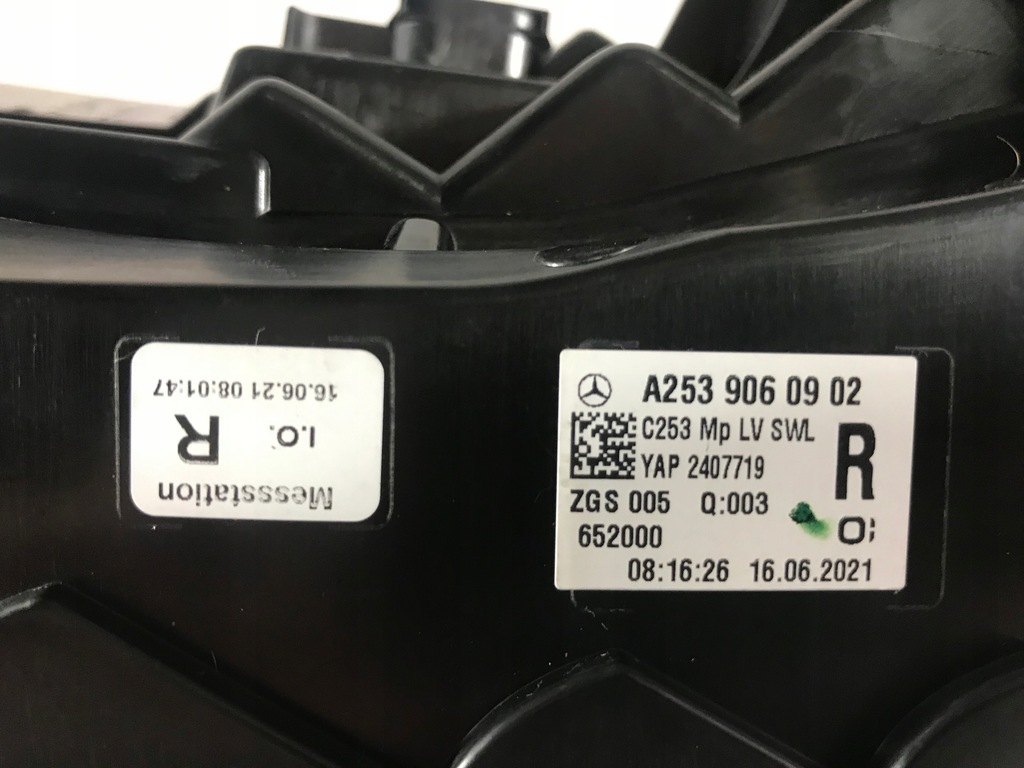 Messstation
I.O. R
16.06.21 08:01:47
A253 906 09 02
C253 Mp LV SWL
YAP 2407719
R
ZGS 005 Q:003
652000
O;
08:16:26 16.06.2021